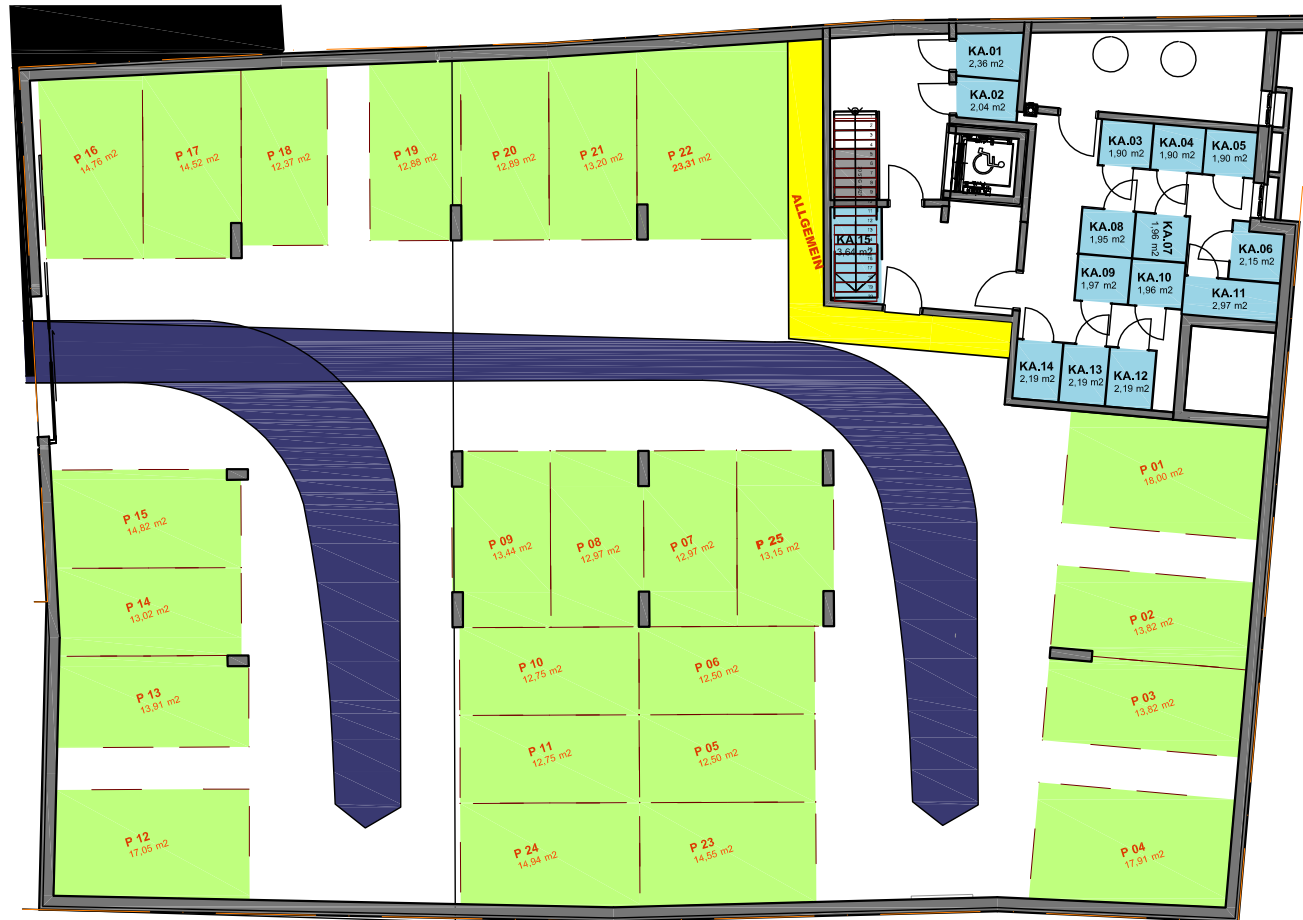 KA.01
2,36 m2
KA.02
2,04 m2
P 16
14,76 m2
P 17
14,52 m2
P 18
12,37 m2
P 19
12,88 m2
P 20
12,89 m2
P 21
13,20 m2
P 22
23,31 m2
ALLGEMEIN
KA.03
1,90 m2
KA.04
1,90 m2
KA.05
1,90 m2
KA.15
3,64 m2
KA.08
1,95 m2
KA.07
1,96 m2
KA.06
2,15 m2
KA.09
1,97 m2
KA.10
1,96 m2
KA.11
2,97 m2
KA.14
2,19 m2
KA.13
2,19 m2
KA.12
2,19 m2
P 01
18,00 m2
P 15
14,82 m2
P 09
13,44 m2
P 08
12,97 m2
P 07
12,97 m2
P 25
13,15 m2
P 14
13,02 m2
P 02
13,82 m2
P 13
13,91 m2
P 10
12,75 m2
P 06
12,50 m2
P 03
13,82 m2
P 11
12,75 m2
P 05
12,50 m2
P 12
17,05 m2
P 24
14,94 m2
P 23
14,55 m2
P 04
17,91 m2